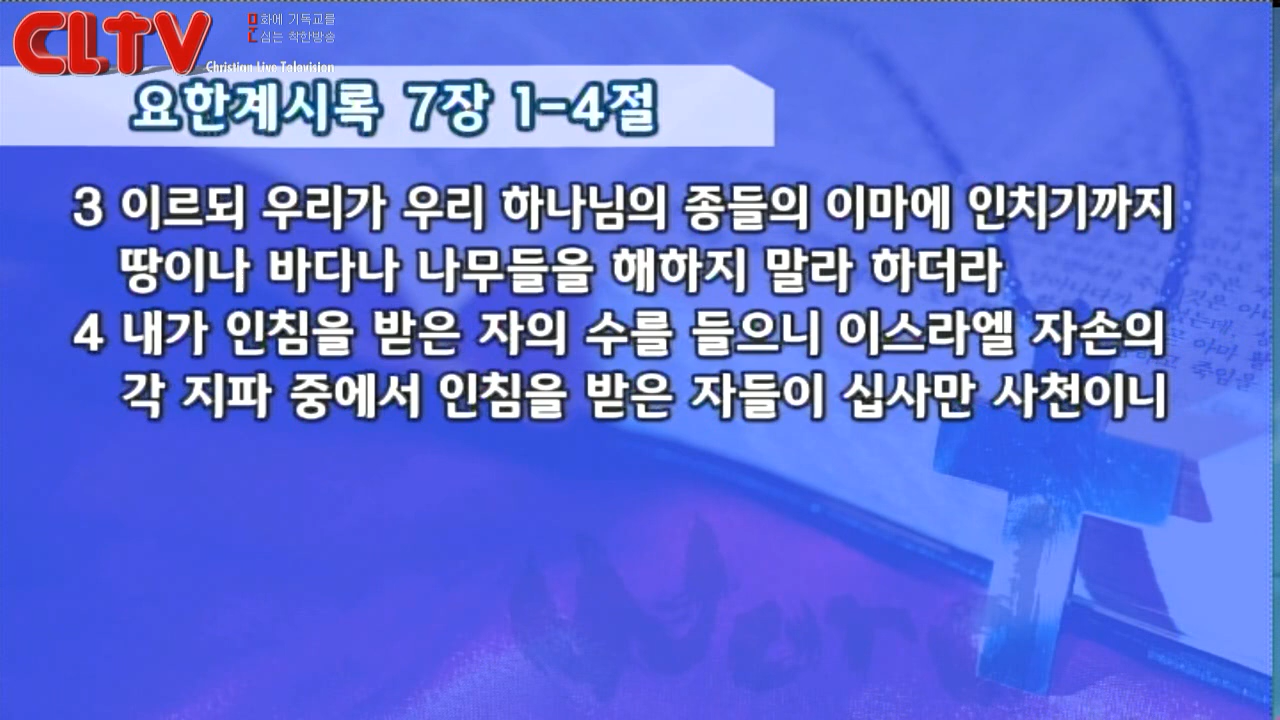 CLTV
문화에 기독교를
심는 착한방송
Christian Live Television
요한계시록 7장 1-4절
3 이르되 우리가 우리 하나님의 종들의 이마에 인치기까지
땅이나 바다나 나무들을 해하지 말라 하더라
4 내가 인침을 받은 자의 수를 들으니 이스라엘 자손의
각 지파 중에서 인침을 받은 자들이 십사만 사천이니
Word